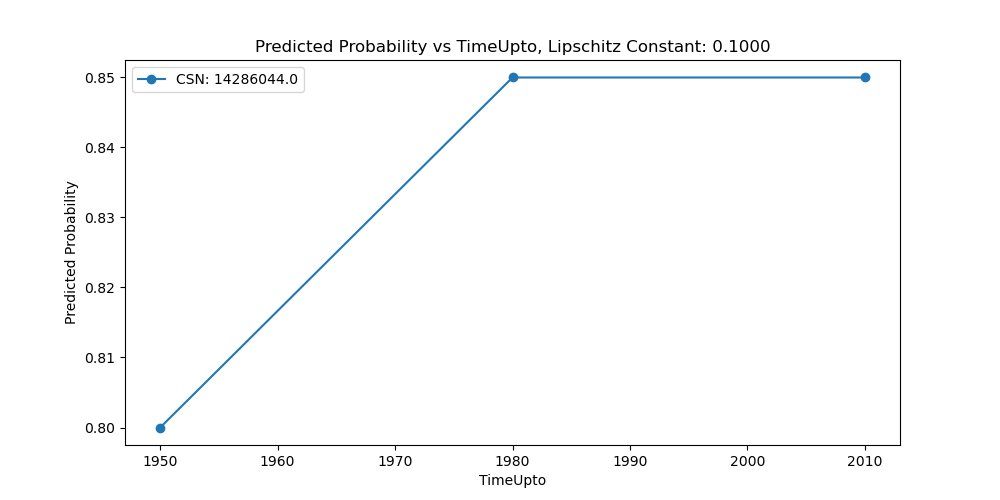 Predicted Probability vs TimeUpto, Lipschitz Constant: 0.1000
CSN: 14286044.0
Predicted Probability
0.85
0.84
0.83
0.82
0.81
0.80
1950 1960 1970 1980 1990 2000 2010
TimeUpto